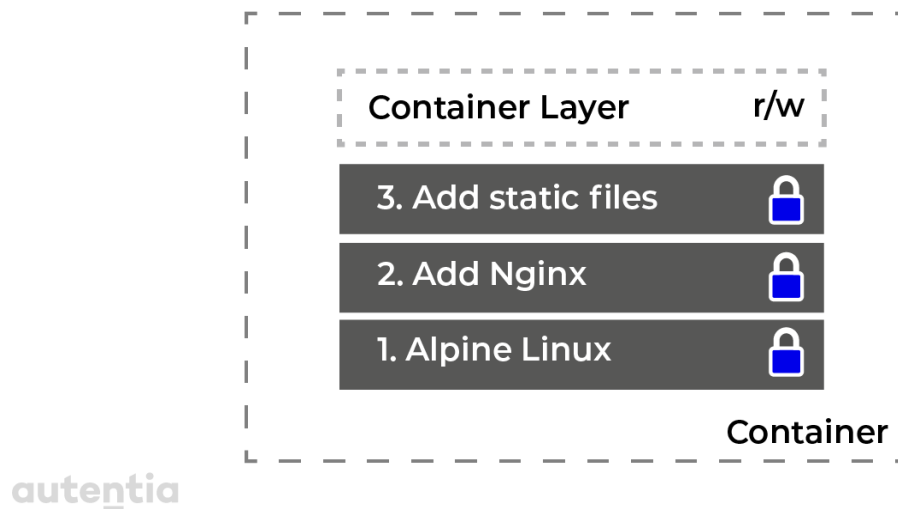 Container Layer r/w
3. Add static files
2. Add Nginx
1. Alpine Linux
Container
autentia